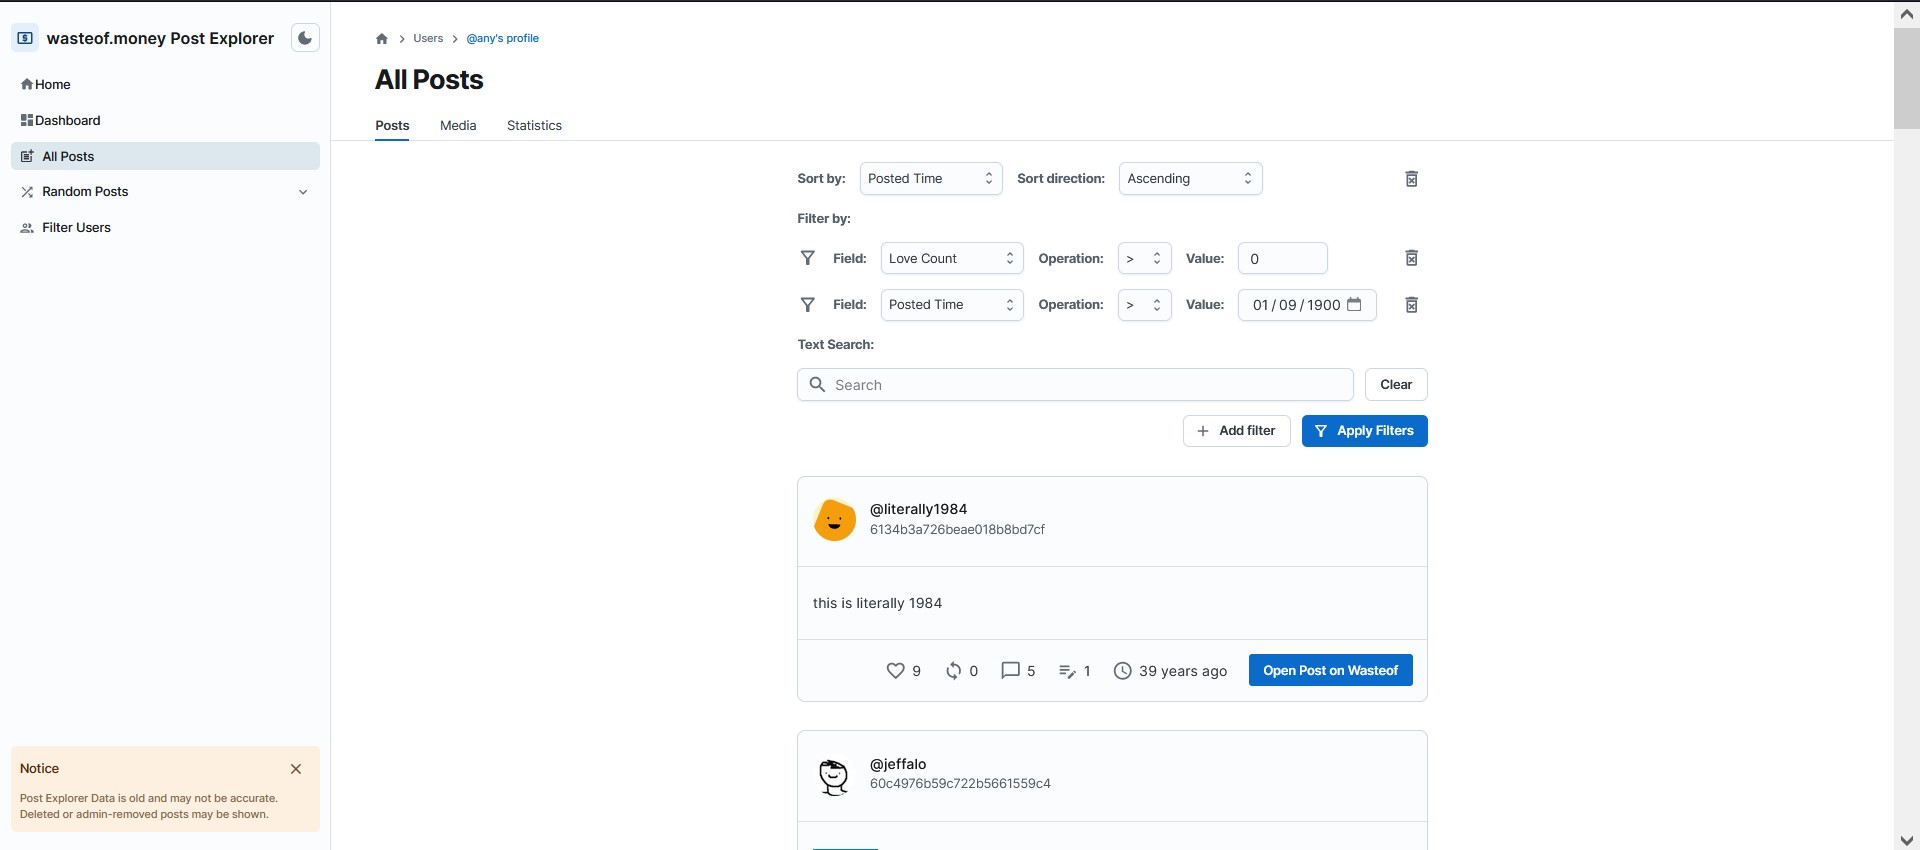 wasteof.money Post Explorer
Home
Dashboard
All Posts
Random Posts
Filter Users
Notice
Post Explorer Data is old and may not be accurate.
Deleted or admin-removed posts may be shown.
Users
@any's profile
All Posts
Posts Media Statistics
Sort by: Posted Time Sort direction: Ascending
Filter by:
Field: Love Count Operation: > Value: 0
Field: Posted Time Operation: > Value: 01/09/1900
Text Search:
Search Clear
Add filter Apply Filters
@literally1984
6134b3a726beae018b8bd7cf
this is literally 1984
9 0 5 1 39 years ago Open Post on Wasteof
@jeffalo
60c4976b59c722b5661559c4